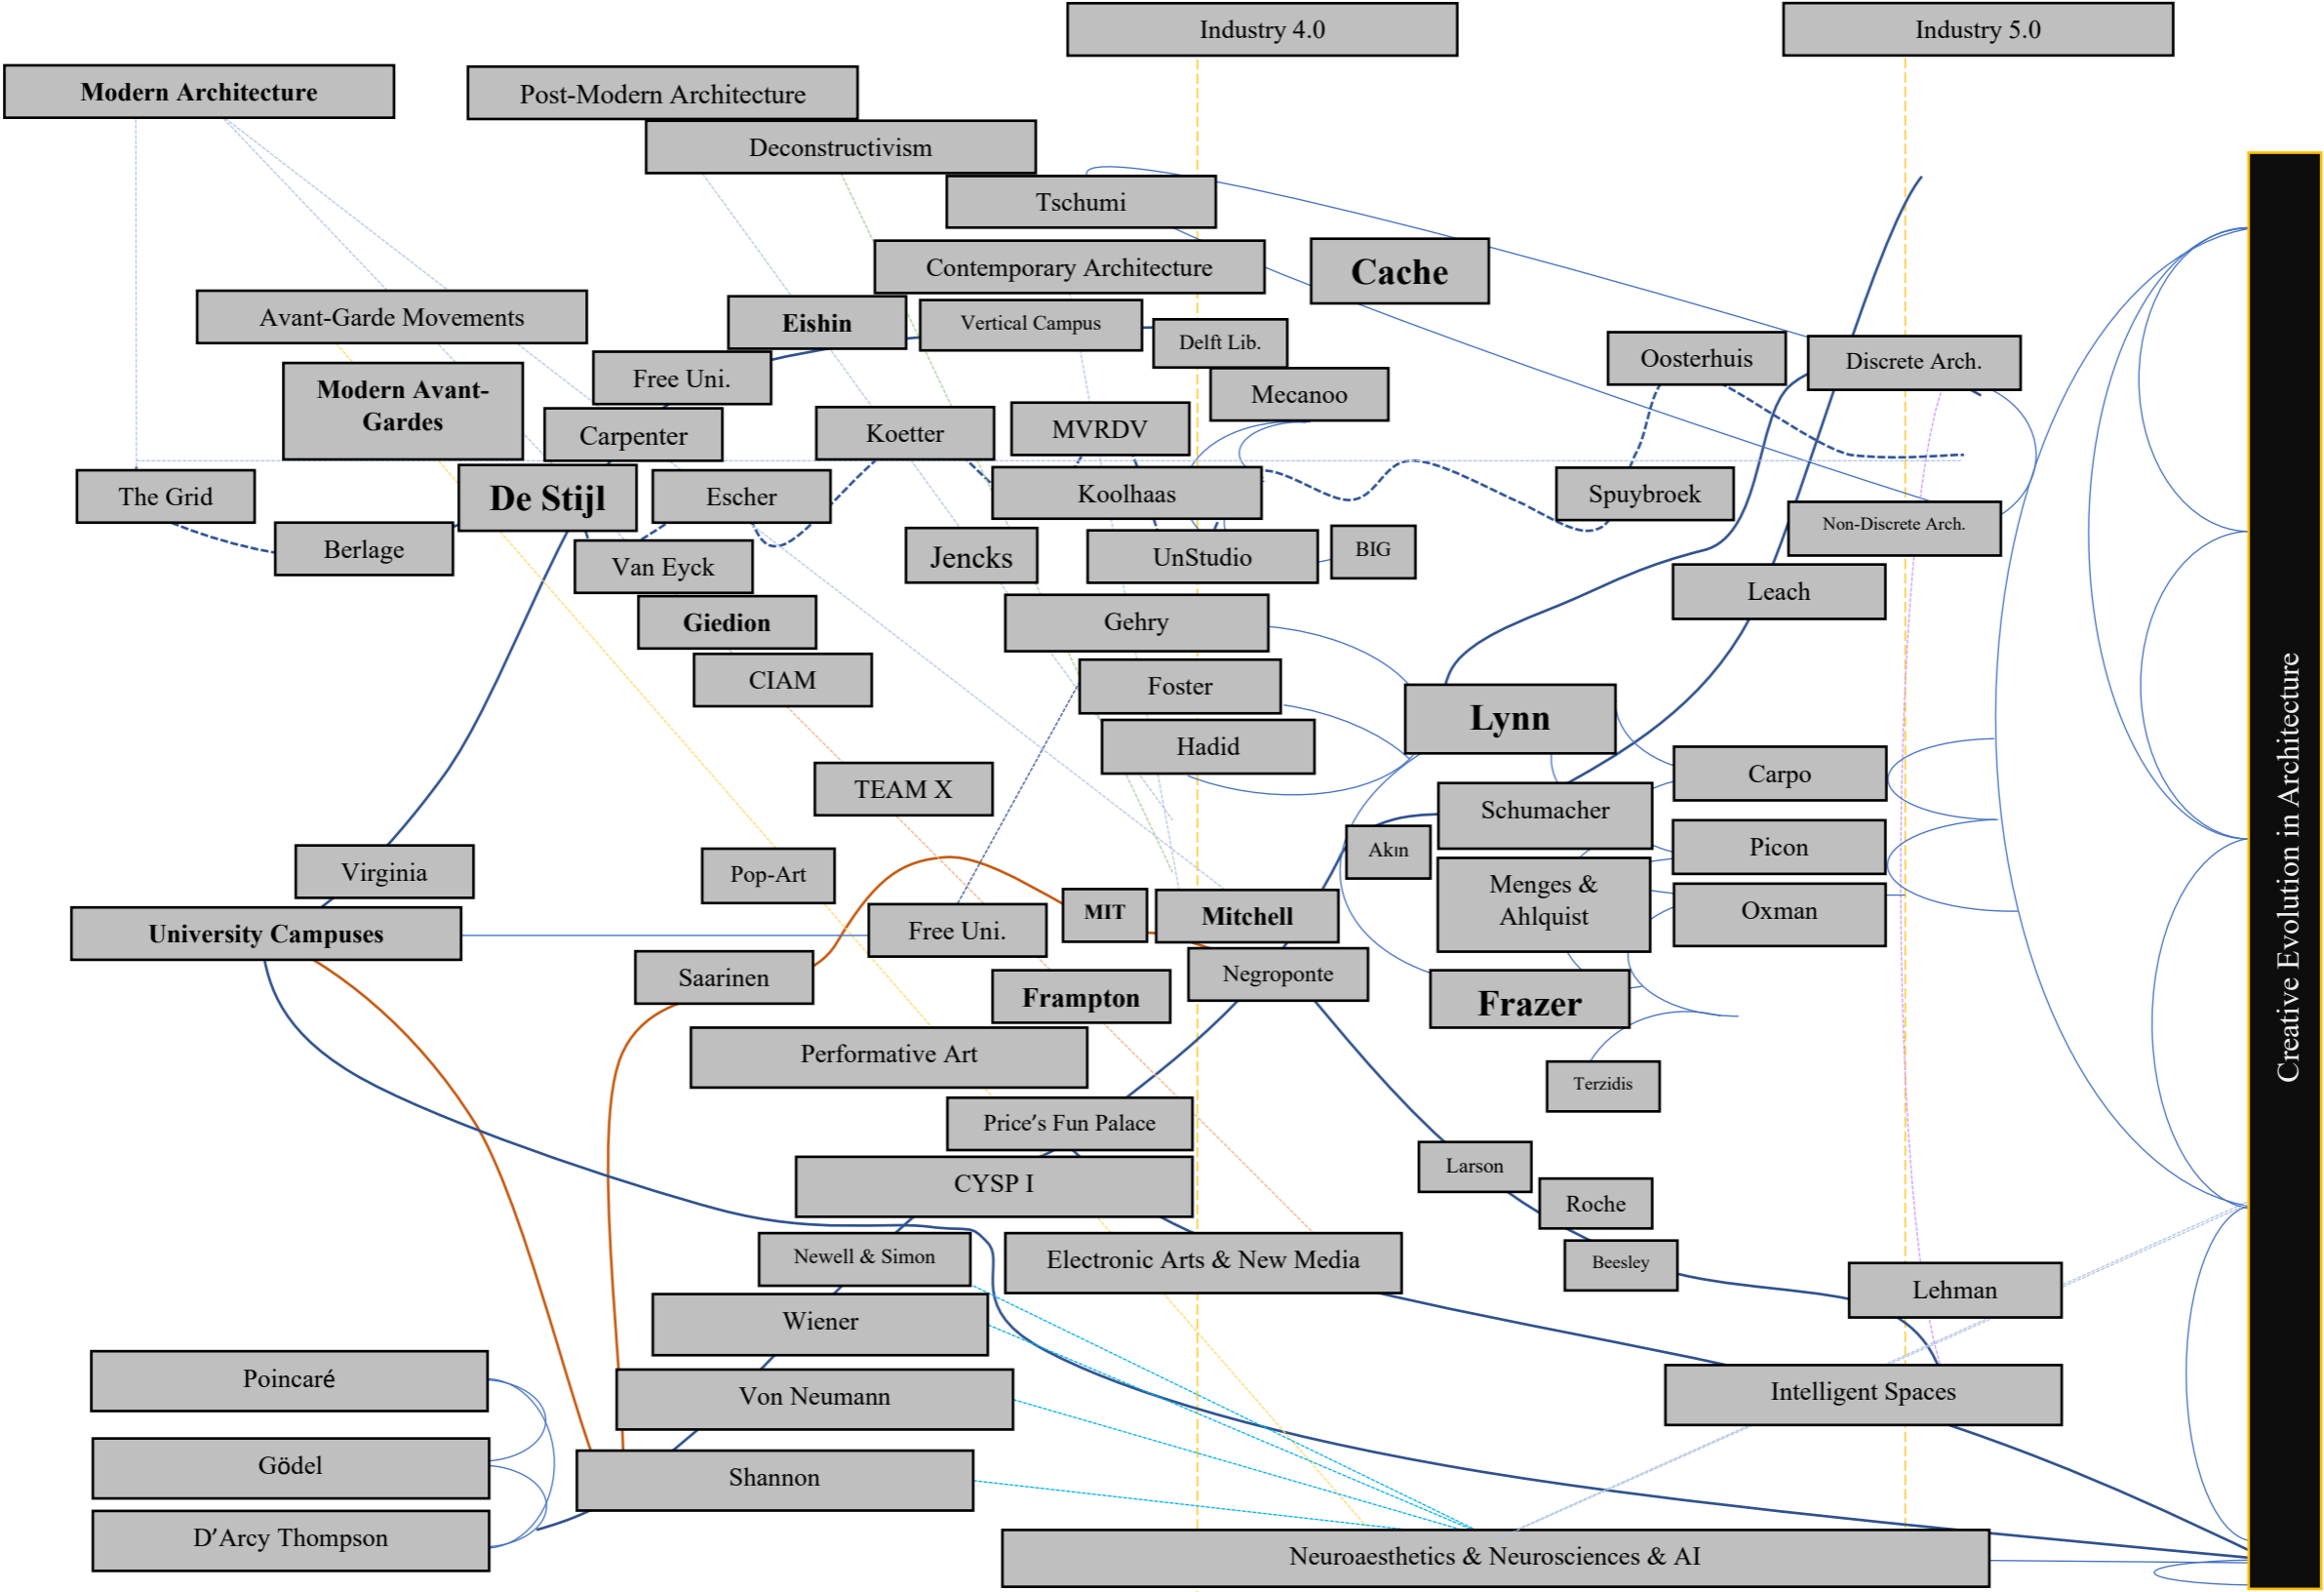 Industry 4.0
Industry 5.0
Modern Architecture
Post-Modern Architecture
Deconstructivism
Tschumi
Contemporary Architecture
Cache
Avant-Garde Movements
Eishin
Vertical Campus
Delft Lib.
Oosterhuis
Discrete Arch.
Free Uni.
Modern Avant-
Gardes
Mecanoo
Carpenter
Koetter
MVRDV
The Grid
De Stijl
Escher
Koolhaas
Spuybroek
Non-Discrete Arch.
Berlage
Van Eyck
Jencks
UnStudio
BIG
Leach
Giedion
Gehry
CIAM
Foster
Lynn
Hadid
Carpo
TEAM X
Schumacher
Virginia
Pop-Art
Akın
Picon
Menges &
Ahlquist
University Campuses
Free Uni.
MIT
Mitchell
Oxman
Saarinen
Frampton
Negroponte
Frazer
Performative Art
Terzidis
Price's Fun Palace
CYSP I
Larson
Roche
Newell & Simon
Electronic Arts & New Media
Beesley
Lehman
Wiener
Poincaré
Von Neumann
Intelligent Spaces
Gödel
Shannon
D'Arcy Thompson
Neuroaesthetics & Neurosciences & AI
Creative Evolution in Architecture